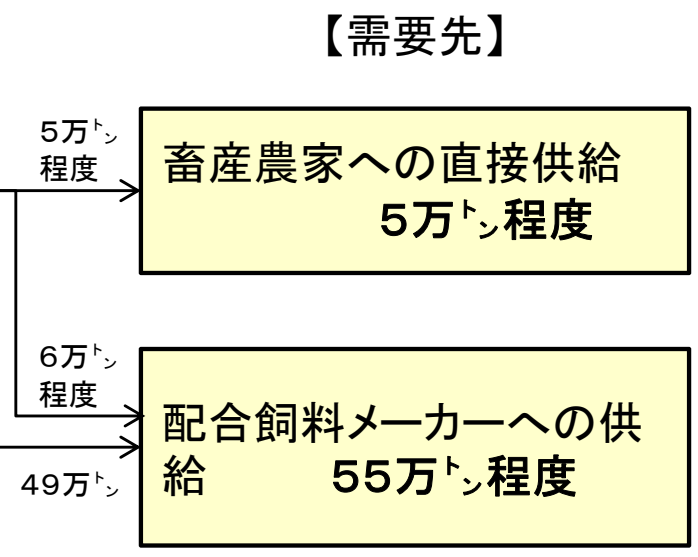 【需要先】
5万㌧
程度
畜産農家への直接供給
5万㌧程度
6万㌧
程度
49万㌧
配合飼料メーカーへの供
給 55万㌧程度